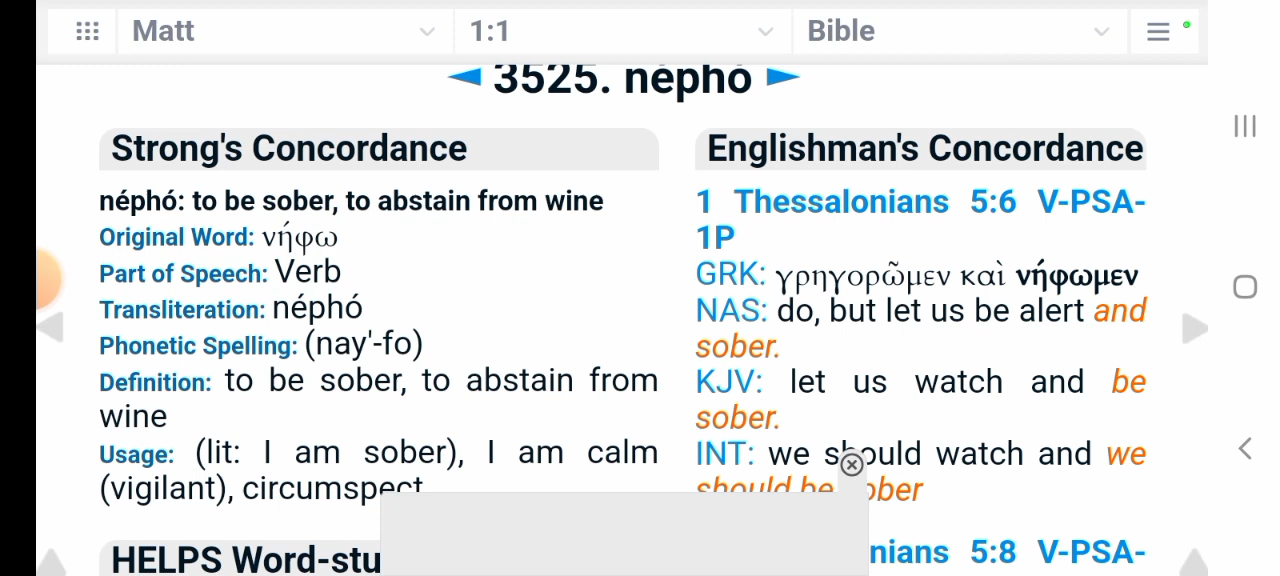 Matt
1:1
Bible
3525. néphó
Strong's Concordance
néphó: to be sober, to abstain from wine
Original Word: νήφω
Part of Speech: Verb
Transliteration: néphó
Phonetic Spelling: (nay'-fo)
Definition: to be sober, to abstain from
wine
Usage: (lit: I am sober), I am calm
(vigilant), circumspect.
HELPS Word-stu
Englishman's Concordance
1 Thessalonians 5:6 V-PSA-
1P
GRK: γρηγορῶμεν καὶ νήφωμεν
NAS: do, but let us be alert and
sober.
KJV: let us watch and be
sober.
INT: we should watch and we
should be sober
nians 5:8 V-PSA-